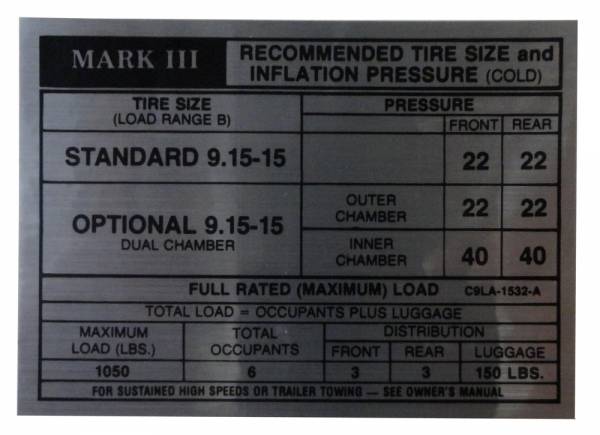 MARK III
RECOMMENDED TIRE SIZE and
INFLATION PRESSURE (COLD)
TIRE SIZE
(LOAD RANGE B)
PRESSURE
FRONT REAR
STANDARD 9.15-15
22 22
OPTIONAL 9.15-15
DUAL CHAMBER
OUTER
CHAMBER
22 22
INNER
CHAMBER
40 40
FULL RATED (MAXIMUM) LOAD C9LA-1532-A
TOTAL LOAD = OCCUPANTS PLUS LUGGAGE
MAXIMUM
LOAD (LBS.)
TOTAL
OCCUPANTS
DISTRIBUTION
FRONT REAR LUGGAGE
1050 6 3 3 150 LBS.
FOR SUSTAINED HIGH SPEEDS OR TRAILER TOWING — SEE OWNER'S MANUAL